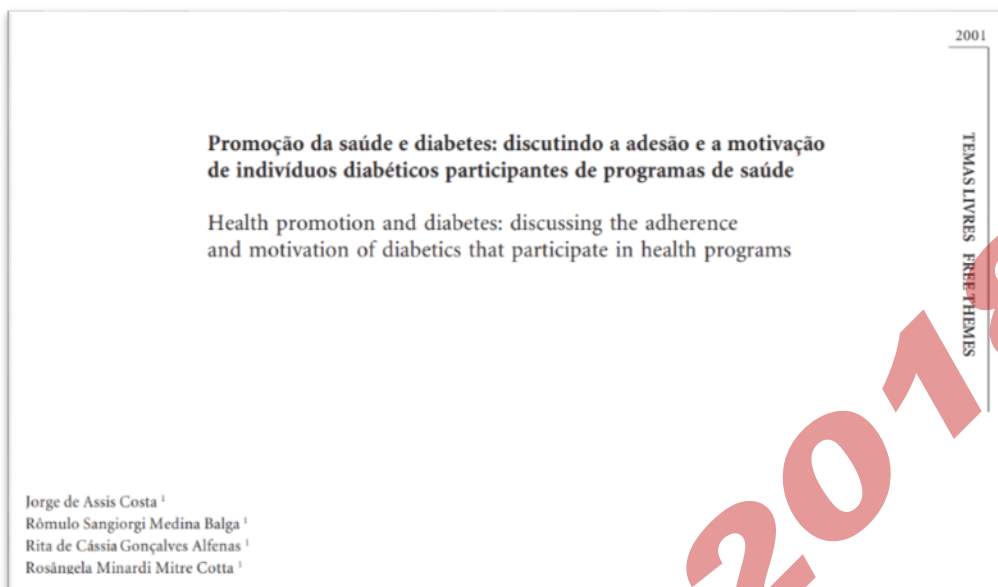 2001
Promoção da saúde e diabetes: discutindo a adesão e a motivação
de indivíduos diabéticos participantes de programas de saúde
Health promotion and diabetes: discussing the adherence
and motivation of diabetics that participate in health programs
TEMAS LIVRES FREE THEMES
Jorge de Assis Costa ¹
Rômulo Sangiorgi Medina Balga ¹
Rita de Cássia Gonçalves Alfenas ¹
Rosângela Minardi Mitre Cotta ¹